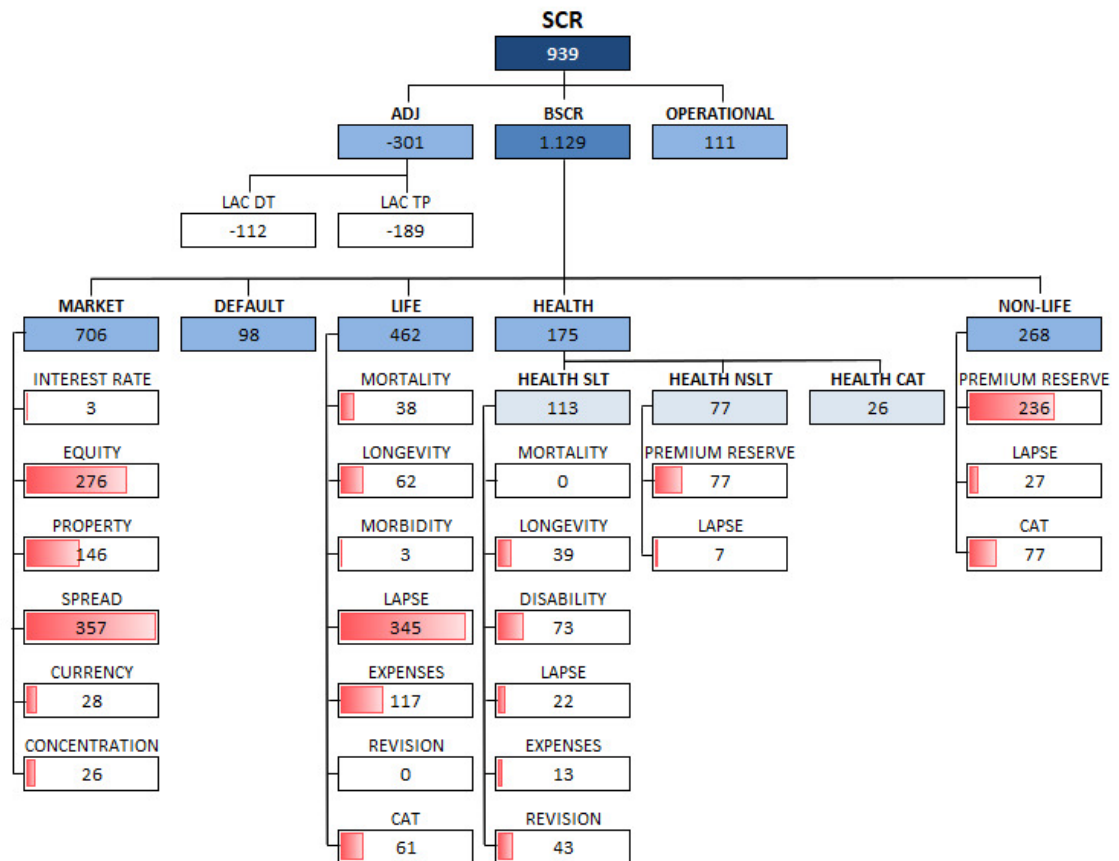 SCR
939
ADJ BSCR OPERATIONAL
-301 1.129 111
LAC DT LAC TP
-112 -189
MARKET DEFAULT LIFE HEALTH NON-LIFE
706 98 462 175 268
INTEREST RATE MORTALITY HEALTH SLT HEALTH NSLT HEALTH CAT PREMIUM RESERVE
3 38 113 77 26 236
EQUITY LONGEVITY MORTALITY PREMIUM RESERVE LAPSE
276 62 0 77 27
PROPERTY MORBIDITY LONGEVITY LAPSE CAT
146 3 39 7 77
SPREAD LAPSE DISABILITY
357 345 73
CURRENCY EXPENSES LAPSE
28 117 22
CONCENTRATION REVISION EXPENSES
26 0 13
CAT REVISION
61 43